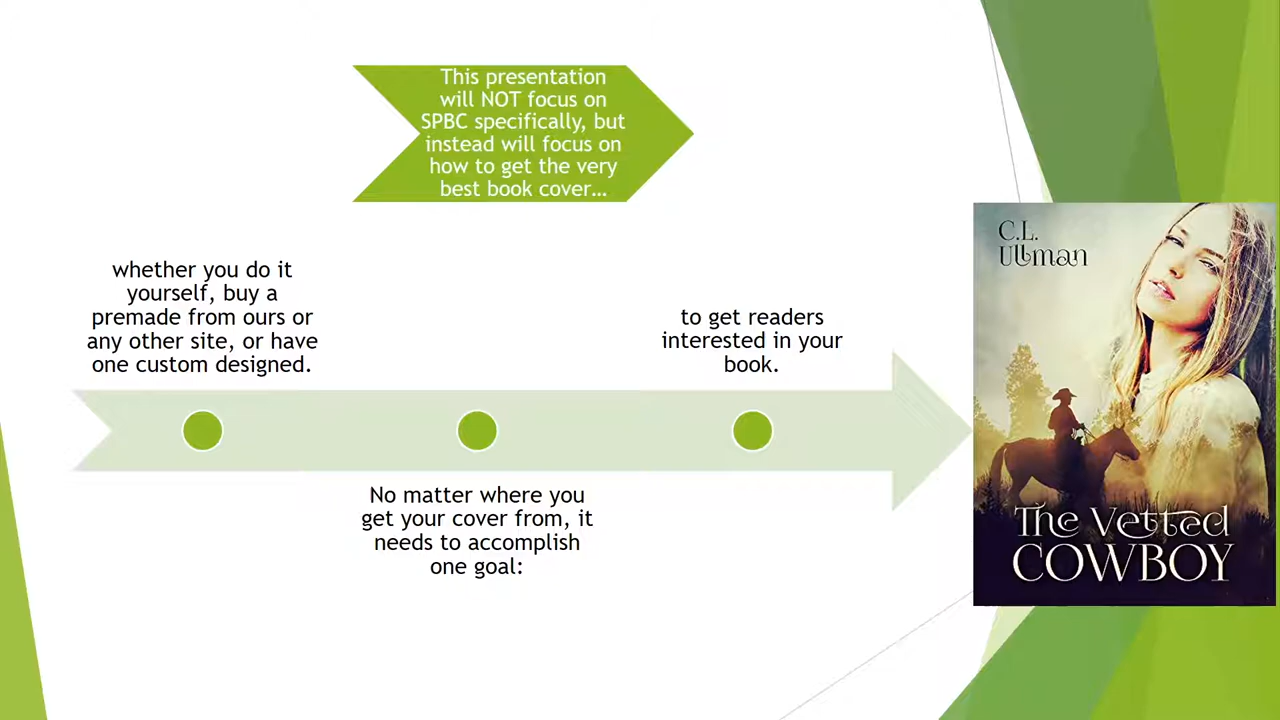 This presentation
will NOT focus on
SPBC specifically, but
instead will focus on
how to get the very
best book cover…
whether you do it
yourself, buy a
premade from ours or
any other site, or have
one custom designed.
No matter where you
get your cover from, it
needs to accomplish
one goal:
to get readers
interested in your
book.
C.L.
Ullman
The Vetted
COWBOY